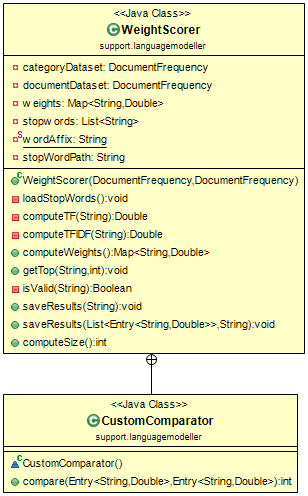 <<Java Class>>
WeightScorer
support.languagemodeller
categoryDataset: DocumentFrequency
documentDataset: DocumentFrequency
weights: Map<String,Double>
stopwords: List<String>
wordAffix: String
stopWordPath: String
WeightScorer(DocumentFrequency,DocumentFrequency)
loadStopWords():void
computeTF(String):Double
computeTFIDF(String):Double
computeWeights():Map<String,Double>
getTop(String,int):void
isValid(String):Boolean
saveResults(String):void
saveResults(List<Entry<String,Double>>,String):void
computeSize():int
<<Java Class>>
CustomComparator
support.languagemodeller
CustomComparator()
compare(Entry<String,Double>,Entry<String,Double>):int